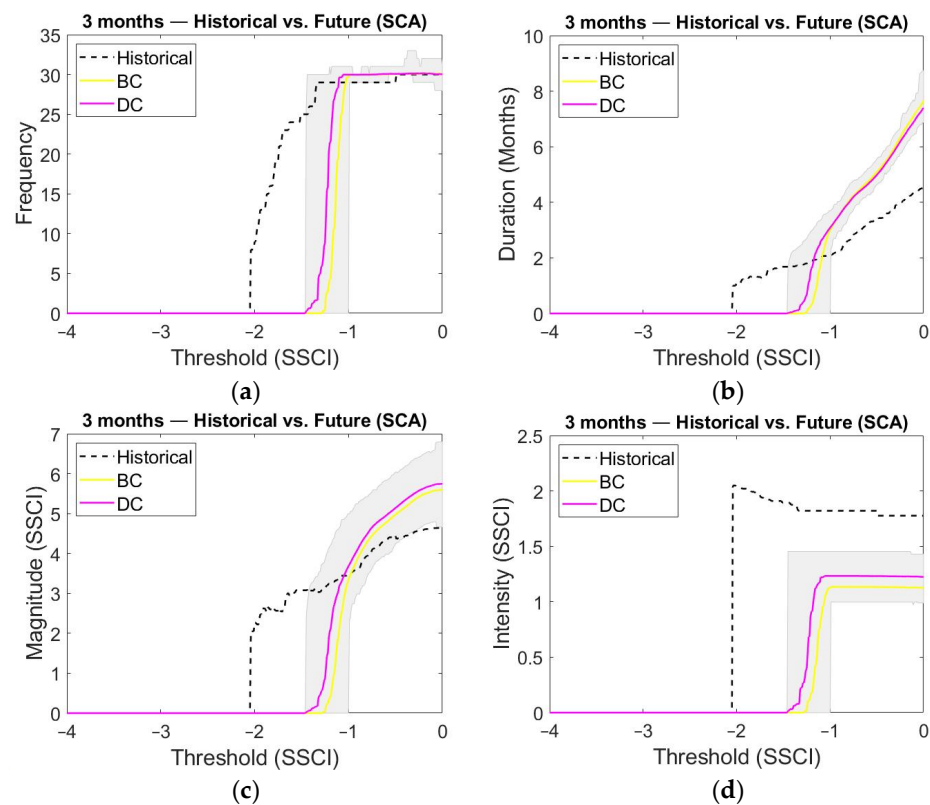 3 months — Historical vs. Future (SCA)
35
30
25
20
15
10
5
0
Frequency
Historical
BC
DC
−4 −3 −2 −1 0
Threshold (SSCI)
(a)
3 months — Historical vs. Future (SCA)
10
8
6
4
2
0
Duration (Months)
Historical
BC
DC
−4 −3 −2 −1 0
Threshold (SSCI)
(b)
3 months — Historical vs. Future (SCA)
7
6
5
4
3
2
1
0
Magnitude (SSCI)
Historical
BC
DC
−4 −3 −2 −1 0
Threshold (SSCI)
(c)
3 months — Historical vs. Future (SCA)
2.5
2
1.5
1
0.5
0
Intensity (SSCI)
Historical
BC
DC
−4 −3 −2 −1 0
Threshold (SSCI)
(d)